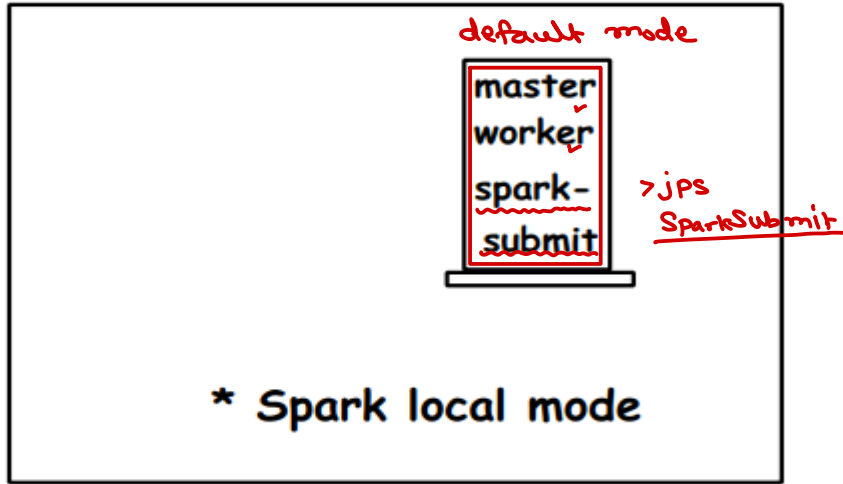 default mode
master
worker
spark-
submit
>jps
SparkSubmit
* Spark local mode